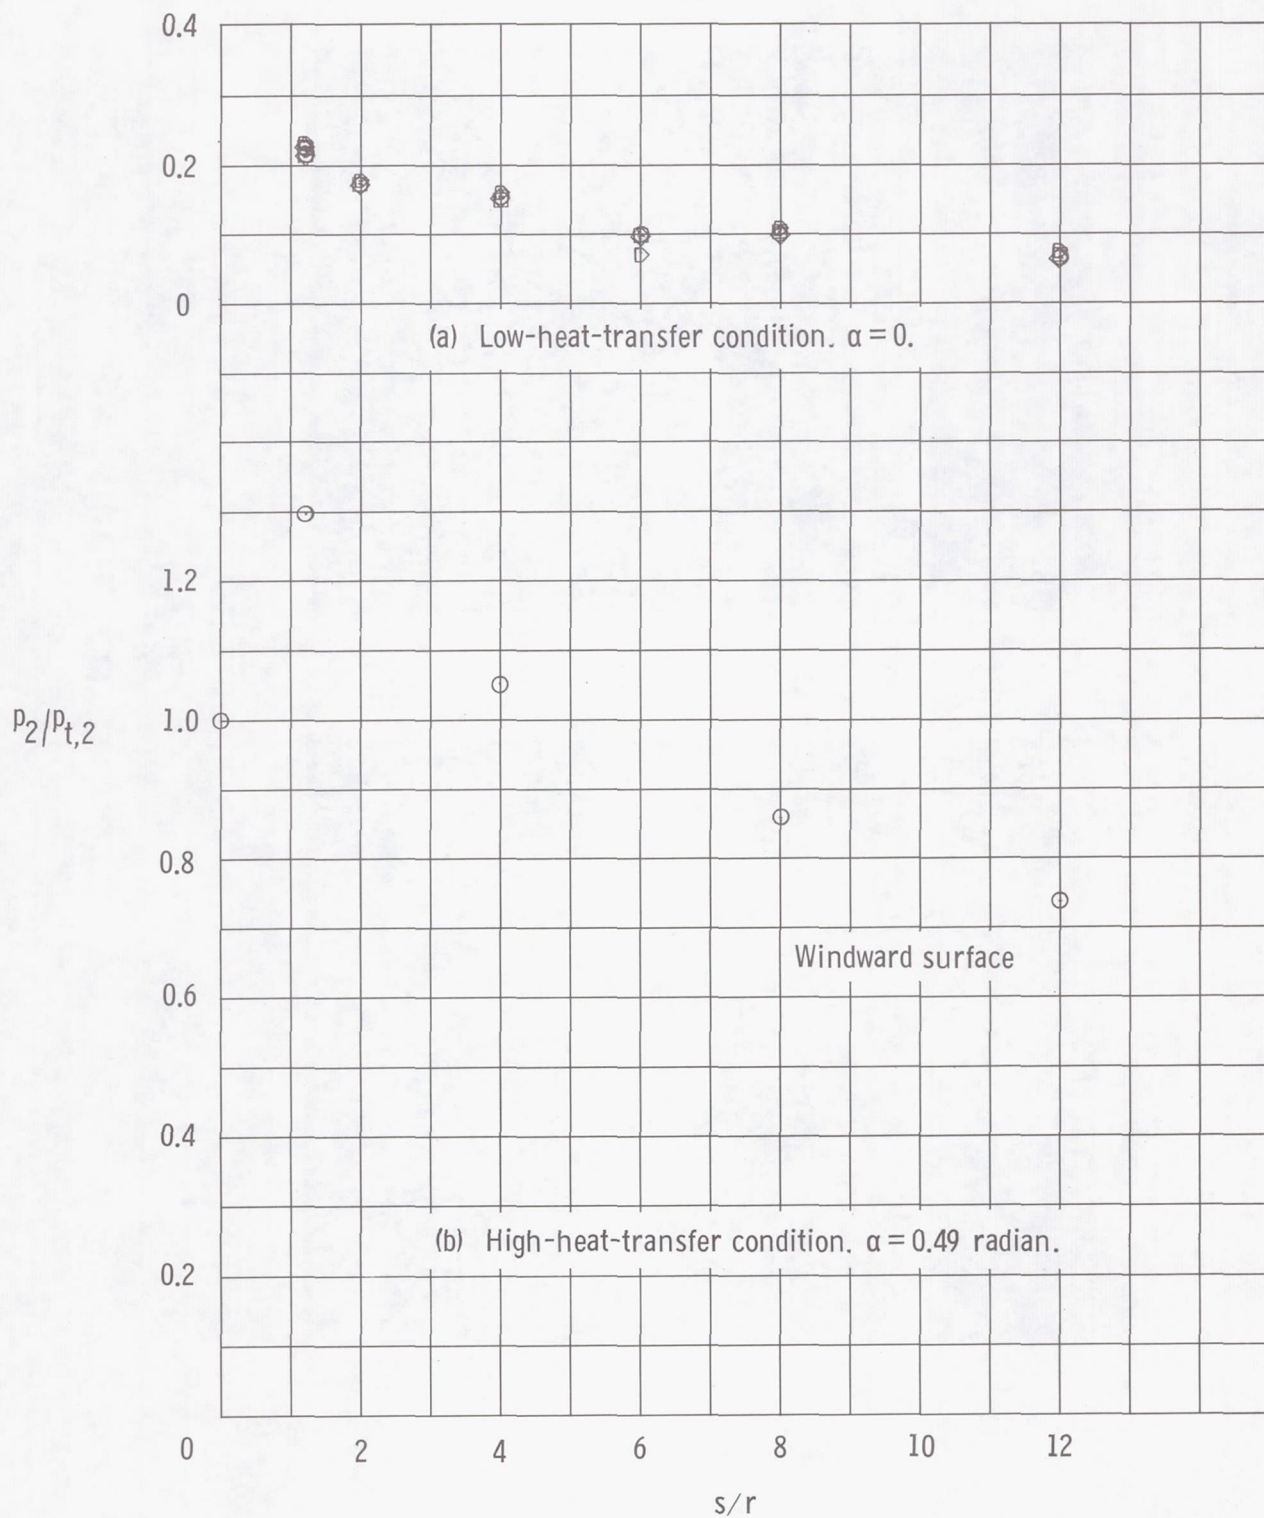 0.4
0.2
0
(a) Low-heat-transfer condition. α = 0.
1.2
p2/pt,2
1.0
0.8
Windward surface
0.6
0.4
(b) High-heat-transfer condition. α = 0.49 radian.
0.2
0 2 4 6 8 10 12
s/r